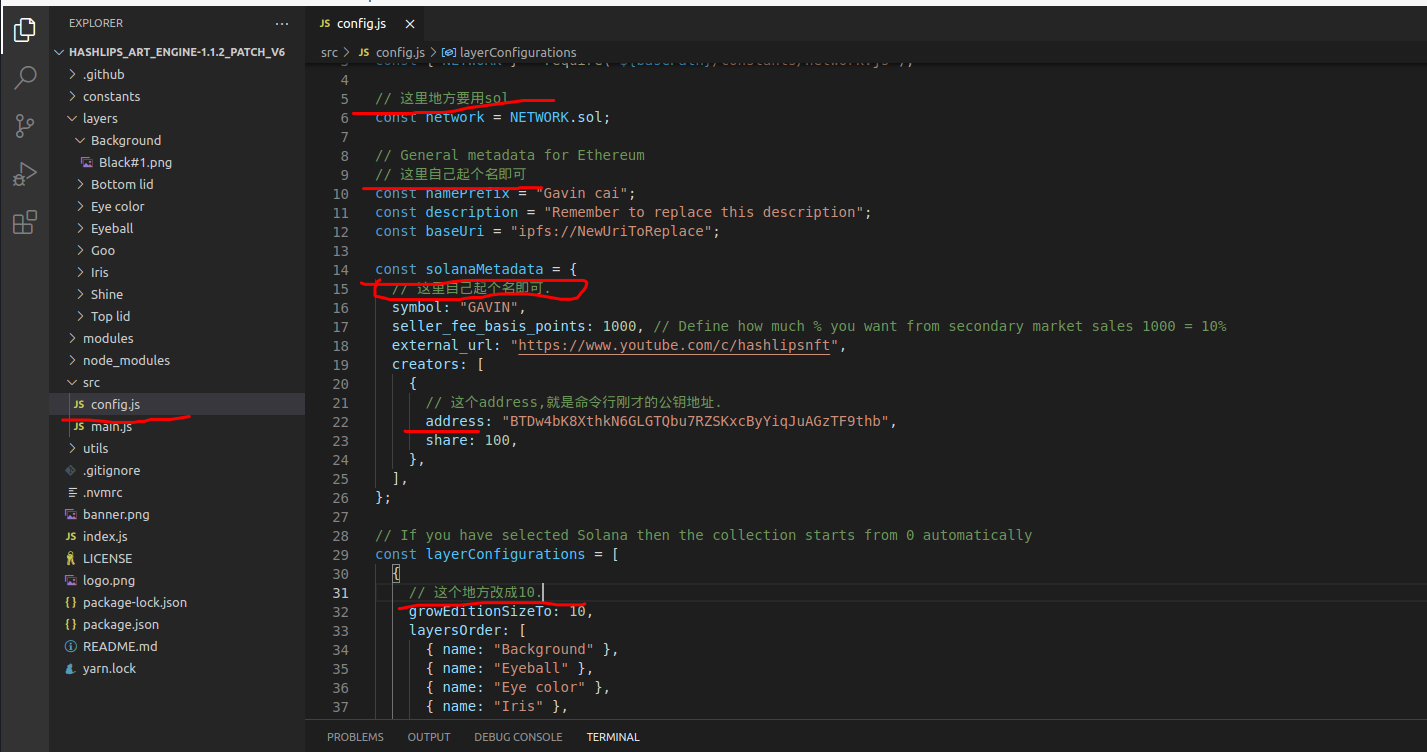 EXPLORER
HASHLIPS_ART_ENGINE-1.1.2_PATCH_V6
.github
constants
layers
Background
Black#1.png
Bottom lid
Eye color
Eyeball
Goo
Iris
Shine
Top lid
modules
node_modules
src
JS config.js
JS main.js
utils
.gitignore
.nvmrc
banner.png
JS index.js
LICENSE
logo.png
{} package-lock.json
{} package.json
README.md
yarn.lock
JS config.js ×
src > JS config.js > layerConfigurations
4
5 // 这里地方要用sol
6 const network = NETWORK.sol;
7
8 // General metadata for Ethereum
9 // 这里自己起个名即可
10 const namePrefix = "Gavin cai";
11 const description = "Remember to replace this description";
12 const baseUri = "ipfs://NewUriToReplace";
13
14 const solanaMetadata = {
15 // 这里自己起个名即可.
16 symbol: "GAVIN",
17 seller_fee_basis_points: 1000, // Define how much % you want from secondary market sales 1000 = 10%
18 external_url: "https://www.youtube.com/c/hashlipsnft",
19 creators: [
20 {
21 // 这个address,就是命令行刚才的公钥地址.
22 address: "BTDw4bK8XthkN6GLGTQbu7RZSKxcByYiqJuAGzTF9thb",
23 share: 100,
24 },
25 ],
26 };
27
28 // If you have selected Solana then the collection starts from 0 automatically
29 const layerConfigurations = [
30 {
31 // 这个地方改成10.
32 growEditionSizeTo: 10,
33 layersOrder: [
34 { name: "Background" },
35 { name: "Eyeball" },
36 { name: "Eye color" },
37 { name: "Iris" },
PROBLEMS OUTPUT DEBUG CONSOLE TERMINAL